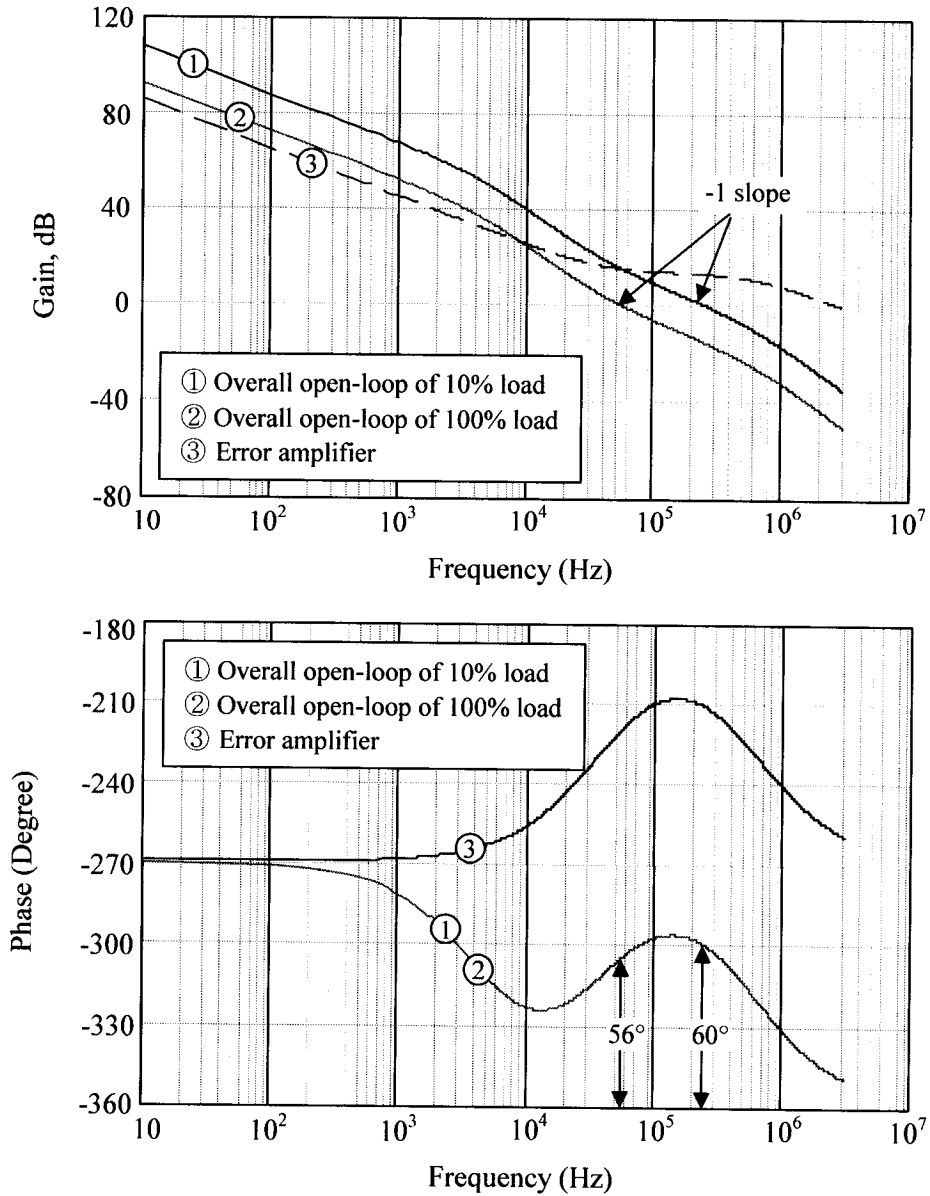 120
80
40
0
-40
-80
Gain, dB
①
②
③
-1 slope
① Overall open-loop of 10% load
② Overall open-loop of 100% load
③ Error amplifier
10 10² 10³ 10⁴ 10⁵ 10⁶ 10⁷
Frequency (Hz)
-180
-210
-240
-270
-300
-330
-360
Phase (Degree)
① Overall open-loop of 10% load
② Overall open-loop of 100% load
③ Error amplifier
③
①
②
56° 60°
10 10² 10³ 10⁴ 10⁵ 10⁶ 10⁷
Frequency (Hz)